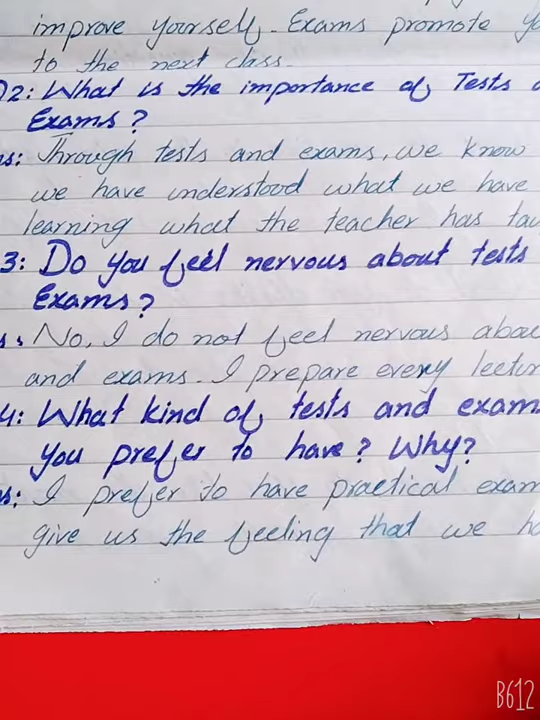 improve yourself. Exams promote
to the next class.
2: What is the importance of Tests
Exams?
Through tests and exams, we know
we have understood what we have
learning what the teacher has
3: Do you feel nervous about tests
Exams?
No, I do not feel nervous
and exams. I prepare every
4: What kind of tests and
you prefer to have? Why?
I prefer to have practical
give us the feeling that we
B612